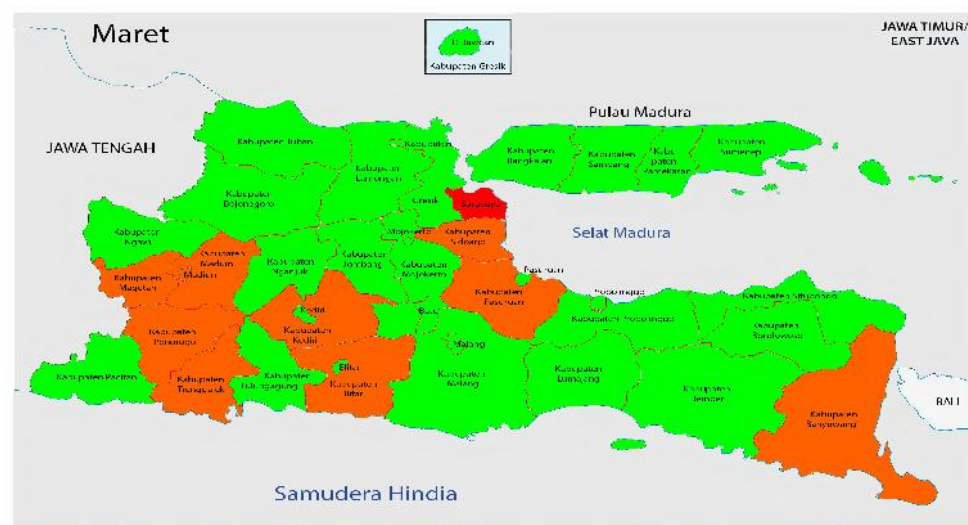 Maret
JAWA TIMUR/
EAST JAVA
Kabupaten Gresik
Pulau Madura
JAWA TENGAH
Kabupaten Tuban
Kabupaten
Kabupaten
Lamongan
Kabupaten
Bangkalan
Kabupaten
Sampang
Kabu
paten
Pamekasan
Kabupaten
Sumenep
Kabupaten
Bojonegoro
Gresik
Surabaya
Kabupaten
Ngawi
Mojokerto
Kabupaten
Sidoarjo
Selat Madura
Kabupaten
Madiun
Madiun
Kabupaten
Magetan
Kabupaten
Nganjuk
Kabupaten
Jombang
Kabupaten
Mojokerto
Pasuruan
Kabupaten
Pasuruan
Probolinggo
Kabupaten Situbondo
Kabupaten
Ponorogo
Kediri
Kabupaten
Kediri
Batu
Kabupaten Probolinggo
Kabupaten
Bondowoso
Malang
Kabupaten Pacitan
Kabupaten
Trenggalek
Kabupaten
Tulungagung
Blitar
Kabupaten
Blitar
Kabupaten
Malang
Kabupaten
Lumajang
Kabupaten
Jember
Kabupaten
Banyuwangi
BALI
Samudera Hindia